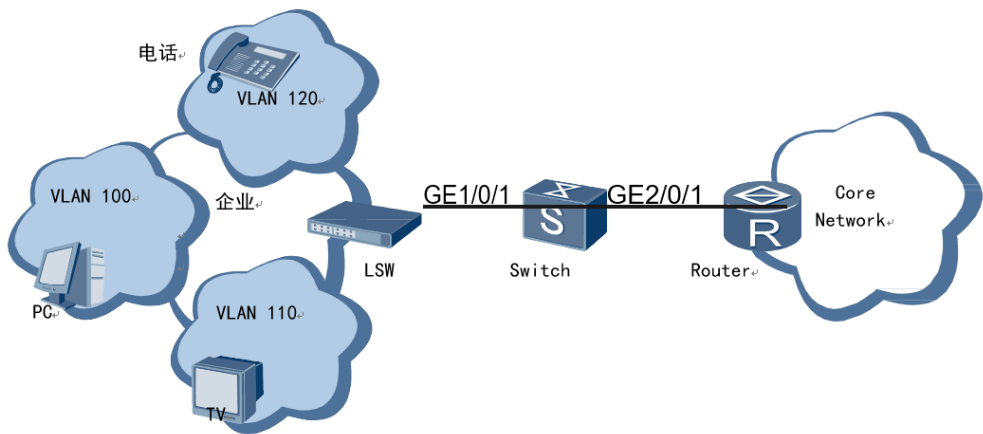 电话
VLAN 120
VLAN 100
企业
GE1/0/1
GE2/0/1
Core
Network
S
R
LSW
Switch
Router
PC
VLAN 110
TV